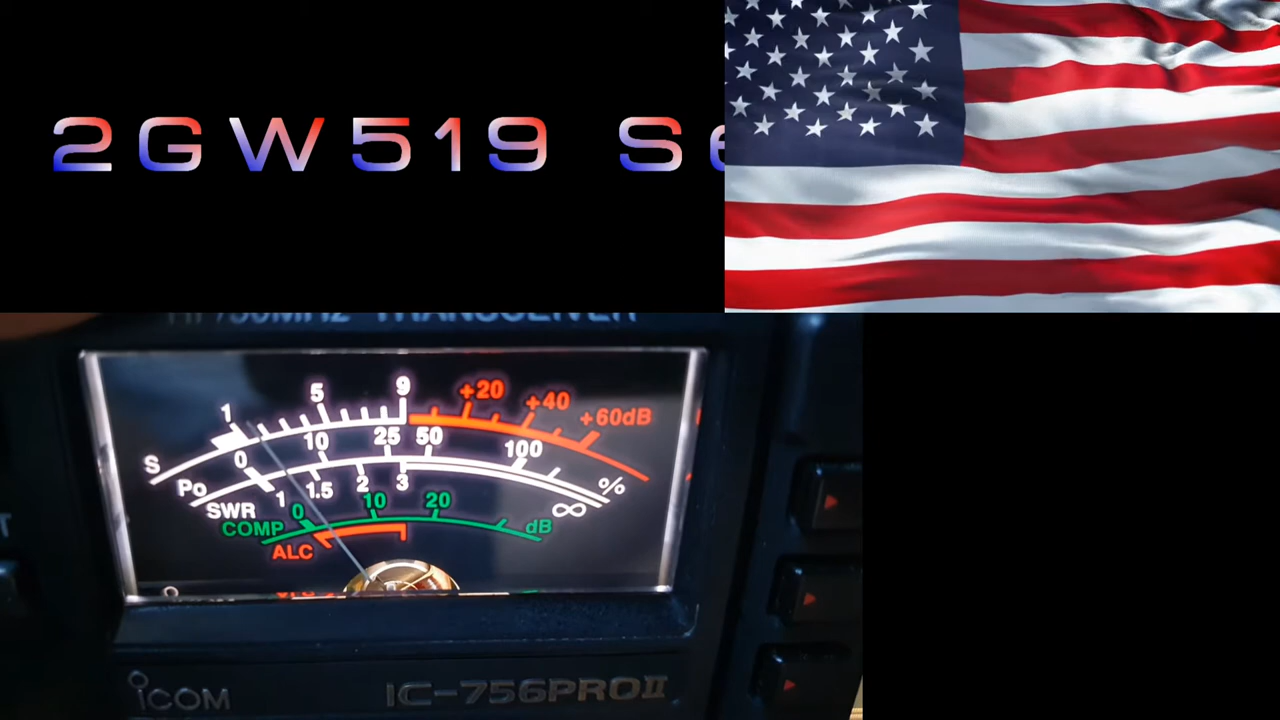 2GW519 S
HF/50MHz TRANSCEIVER
1 5 9 +20 +40 +60dB
S
0 10 25 50 100
Po
1 1.5 2 3 ∞ %
SWR
COMP 0 10 20 dB
ALC
T
ICOM IC-756PROII